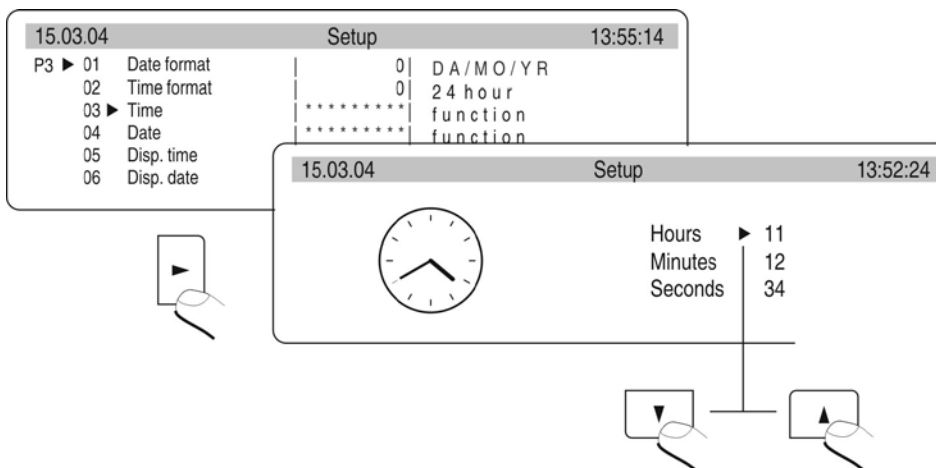 15.03.04 Setup 13:55:14
P3 ► 01 Date format | 0| DA/MO/YR
02 Time format | 0| 24 hour
03 ► Time |*********| function
04 Date |*********| function
05 Disp. time
06 Disp. date
15.03.04 Setup 13:52:24
Hours ► 11
Minutes 12
Seconds 34